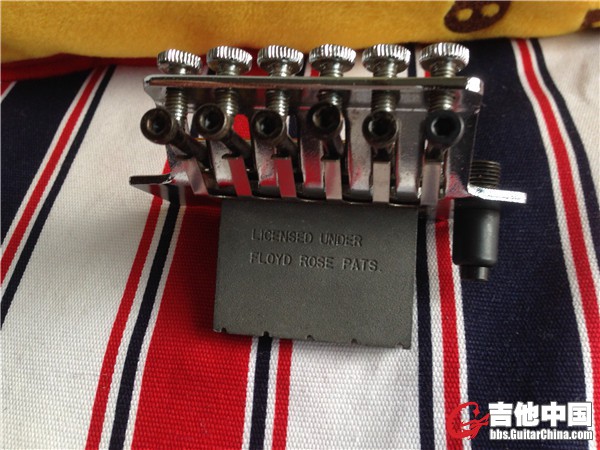 LICENSED UNDER
FLOYD ROSE PATS.
吉他中国
bbs.GuitarChina.com